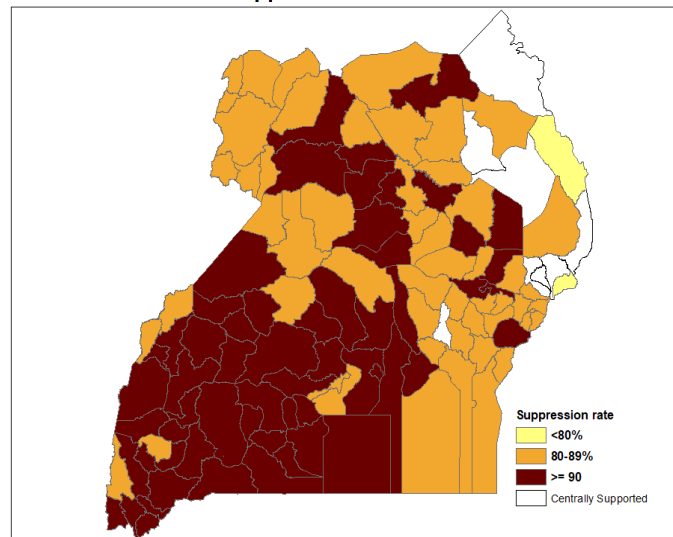 Suppression rate
<80%
80-89%
>= 90
Centrally Supported